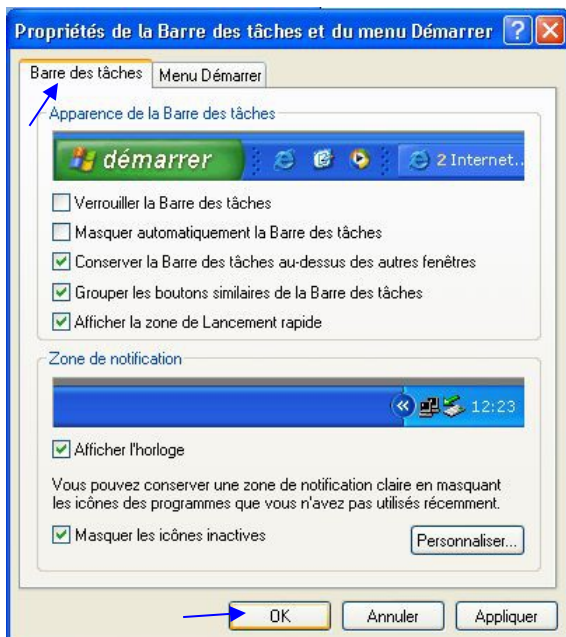 Propriétés de la Barre des tâches et du menu Démarrer
Barre des tâches
Menu Démarrer
Apparence de la Barre des tâches
démarrer
2 Internet..
Verrouiller la Barre des tâches
Masquer automatiquement la Barre des tâches
Conserver la Barre des tâches au-dessus des autres fenêtres
Grouper les boutons similaires de la Barre des tâches
Afficher la zone de Lancement rapide
Zone de notification
12:23
Afficher l'horloge
Vous pouvez conserver une zone de notification claire en masquant
les icônes des programmes que vous n'avez pas utilisés récemment.
Masquer les icônes inactives
Personnaliser...
OK
Annuler
Appliquer